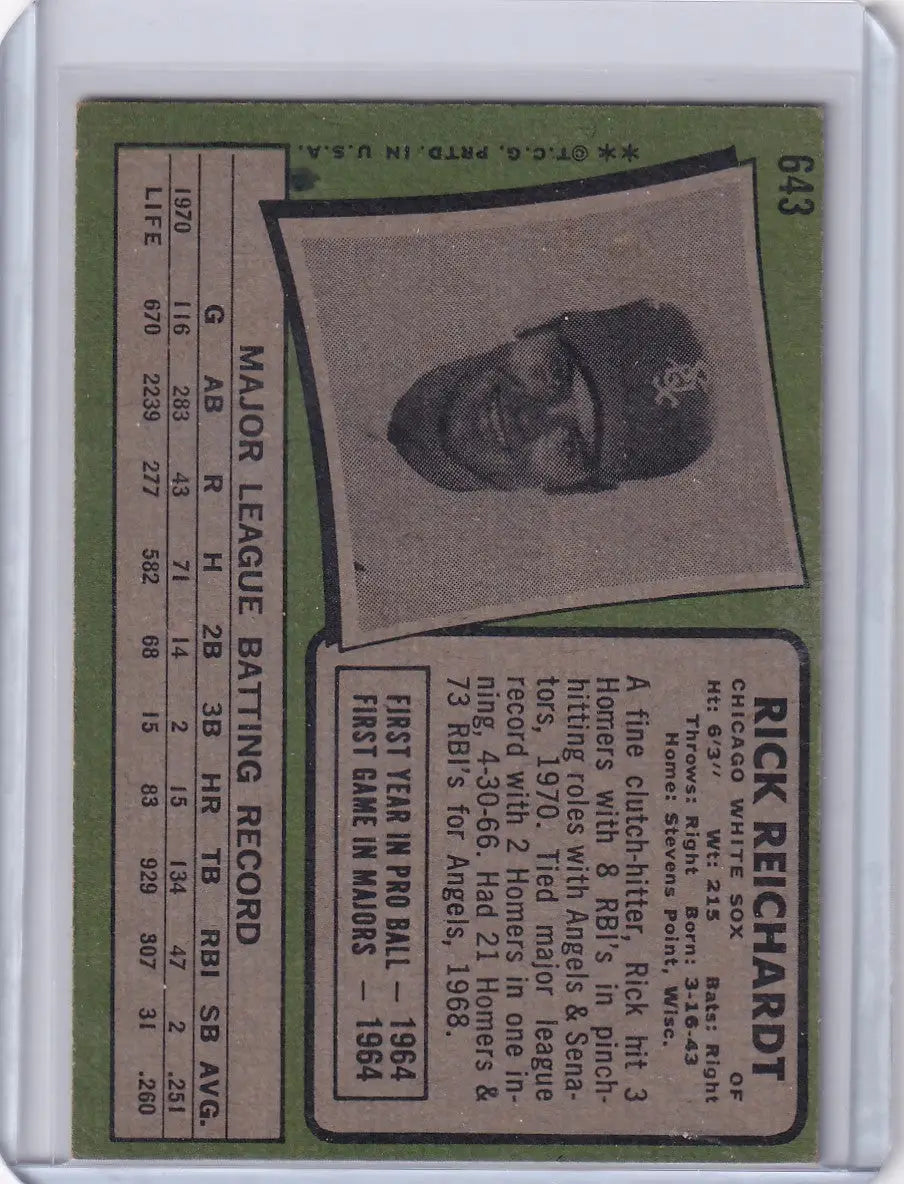 643
**©T.C.G. PRTD. IN U.S.A.
RICK REICHARDT
CHICAGO WHITE SOX OF
Ht: 6'3" Wt: 215 Bats: Right
Throws: Right Born: 3-16-43
Home: Stevens Point, Wisc.
A fine clutch-hitter, Rick hit 3
Homers with 8 RBI's in pinch-
hitting roles with Angels & Sena-
tors, 1970. Tied major league
record with 2 Homers in one in-
ning, 4-30-66. Had 21 Homers &
73 RBI's for Angels, 1968.
FIRST YEAR IN PRO BALL — 1964
FIRST GAME IN MAJORS — 1964
MAJOR LEAGUE BATTING RECORD
G AB R H 2B 3B HR TB RBI SB AVG.
1970 116 283 43 71 14 2 15 134 47 2 .251
LIFE 670 2239 277 582 68 15 83 929 307 31 .260